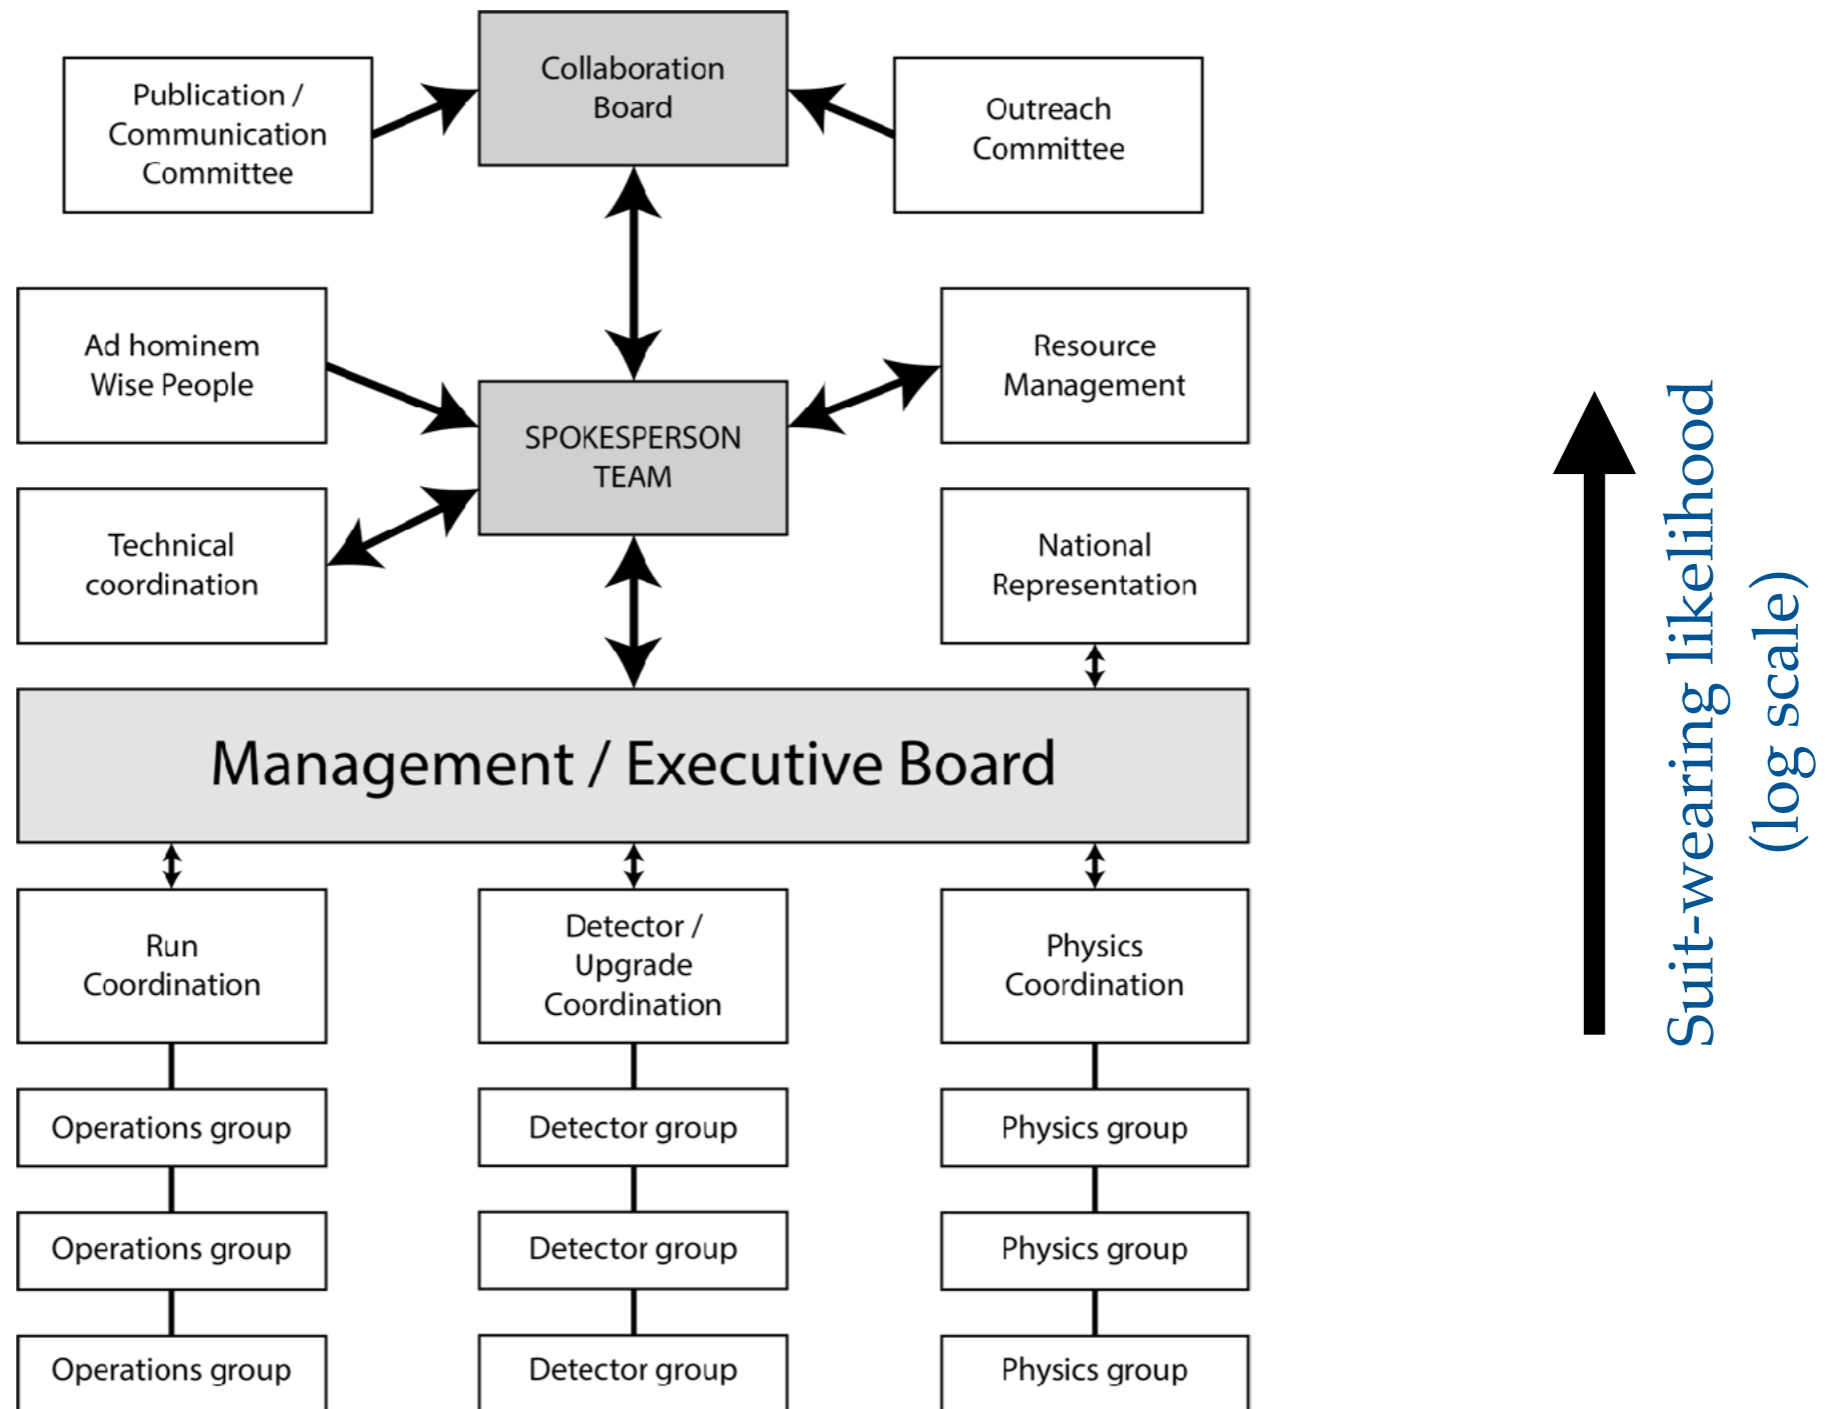 Collaboration
Board
Publication /
Communication
Committee
Outreach
Committee
Ad hominem
Wise People
Resource
Management
SPOKESPERSON
TEAM
Technical
coordination
National
Representation
Management / Executive Board
Run
Coordination
Detector /
Upgrade
Coordination
Physics
Coordination
Operations group
Detector group
Physics group
Operations group
Detector group
Physics group
Operations group
Detector group
Physics group
Suit-wearing likelihood
(log scale)